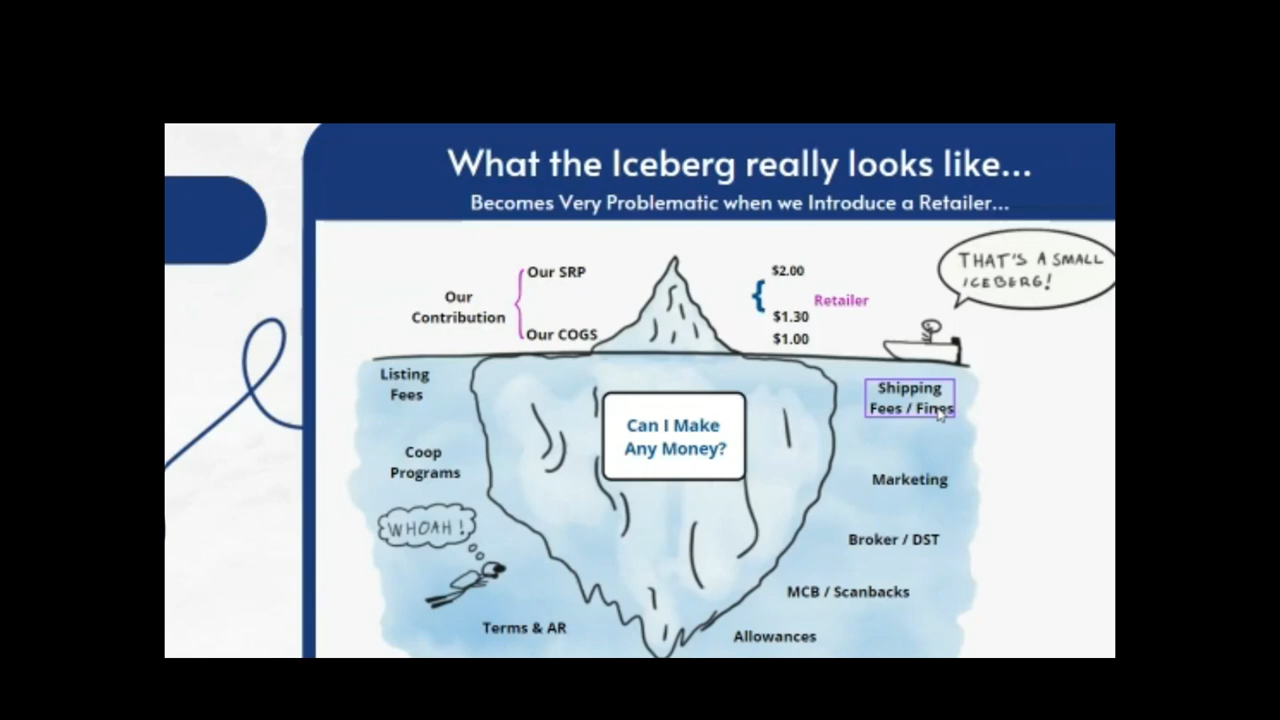 What the Iceberg really looks like...
Becomes Very Problematic when we Introduce a Retailer...
THAT'S A SMALL
ICEBERG!
Our SRP
$2.00
Our
Contribution
Retailer
$1.30
Our COGS
$1.00
Listing
Fees
Shipping
Fees / Fines
Can I Make
Any Money?
Coop
Programs
Marketing
WHOAH!
Broker / DST
MCB / Scanbacks
Terms & AR
Allowances